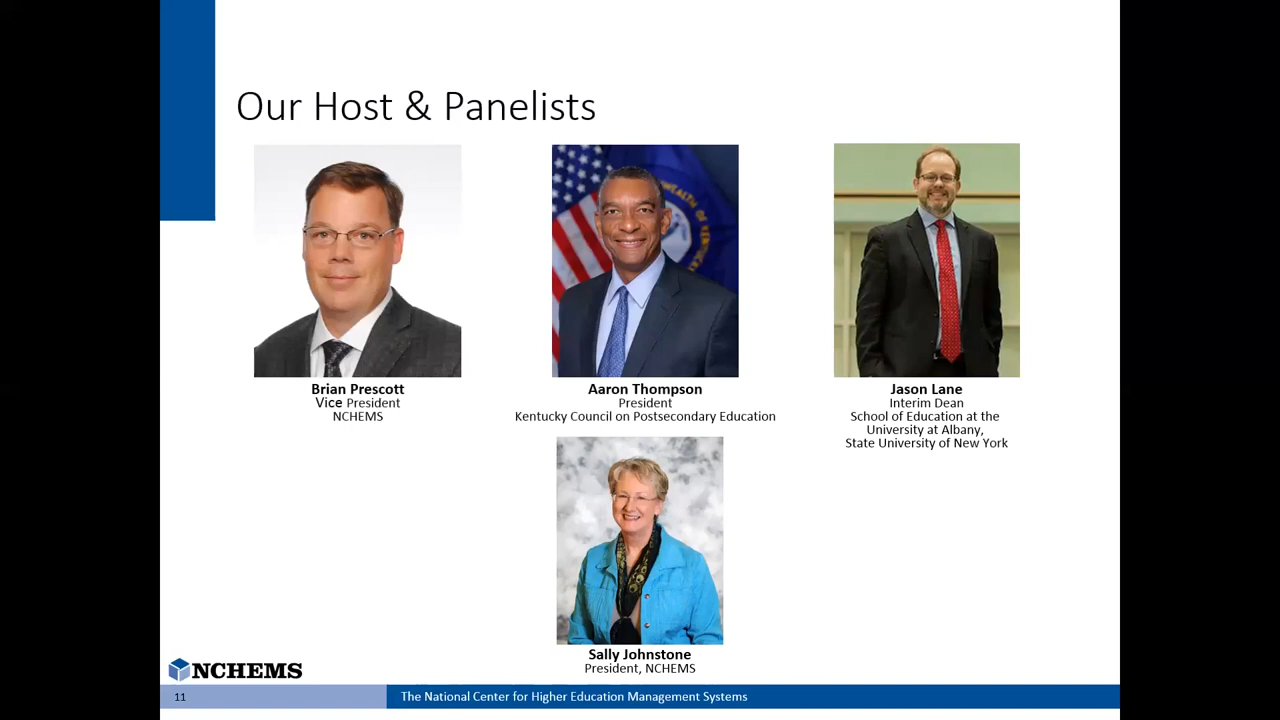 Our Host & Panelists
Brian Prescott
Vice President
NCHEMS
Aaron Thompson
President
Kentucky Council on Postsecondary Education
Jason Lane
Interim Dean
School of Education at the
University at Albany,
State University of New York
Sally Johnstone
President, NCHEMS
NCHEMS
11
The National Center for Higher Education Management Systems